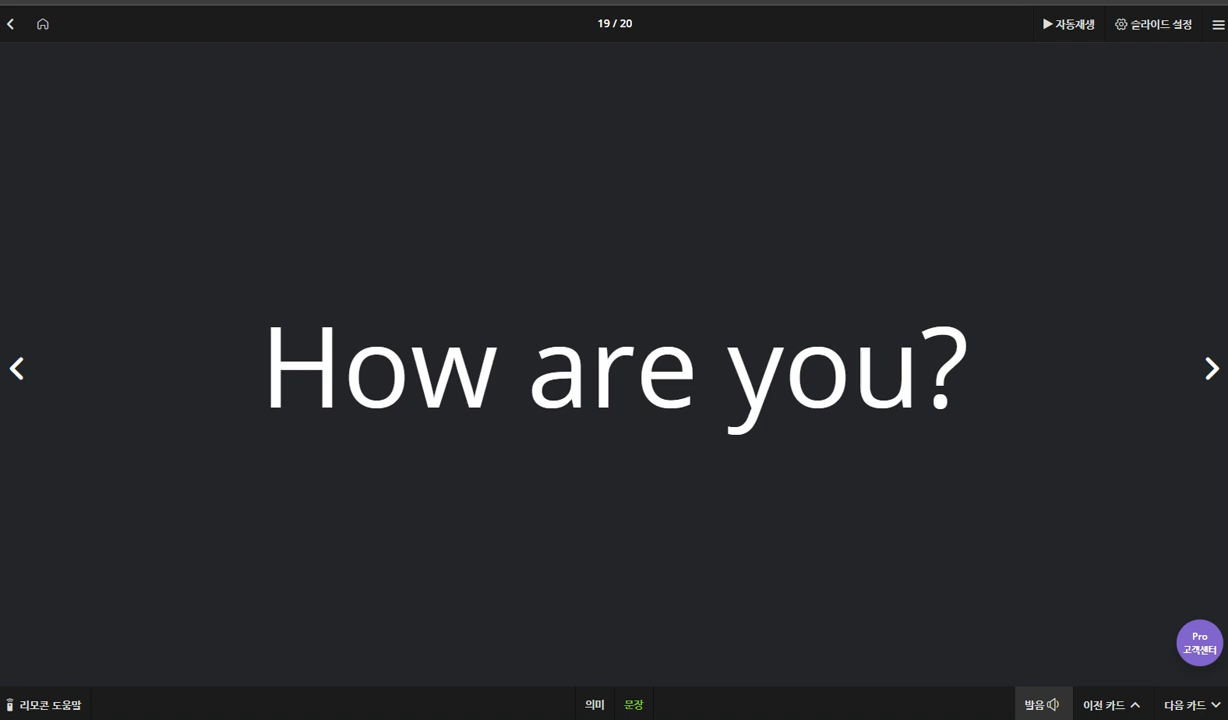 19 / 20
자동재생
슬라이드 설정
How are you?
Pro
고객센터
리모콘 도움말
의미
문장
발음
이전 카드
다음 카드